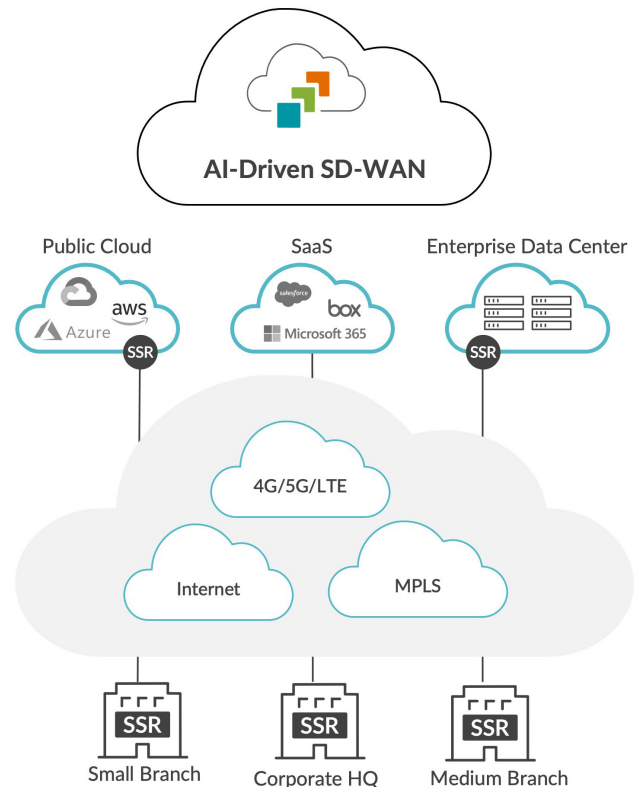 AI-Driven SD-WAN
Public Cloud
SaaS
Enterprise Data Center
aws
Azure
SSR
salesforce
box
Microsoft 365
SSR
4G/5G/LTE
Internet
MPLS
SSR
SSR
SSR
Small Branch
Corporate HQ
Medium Branch